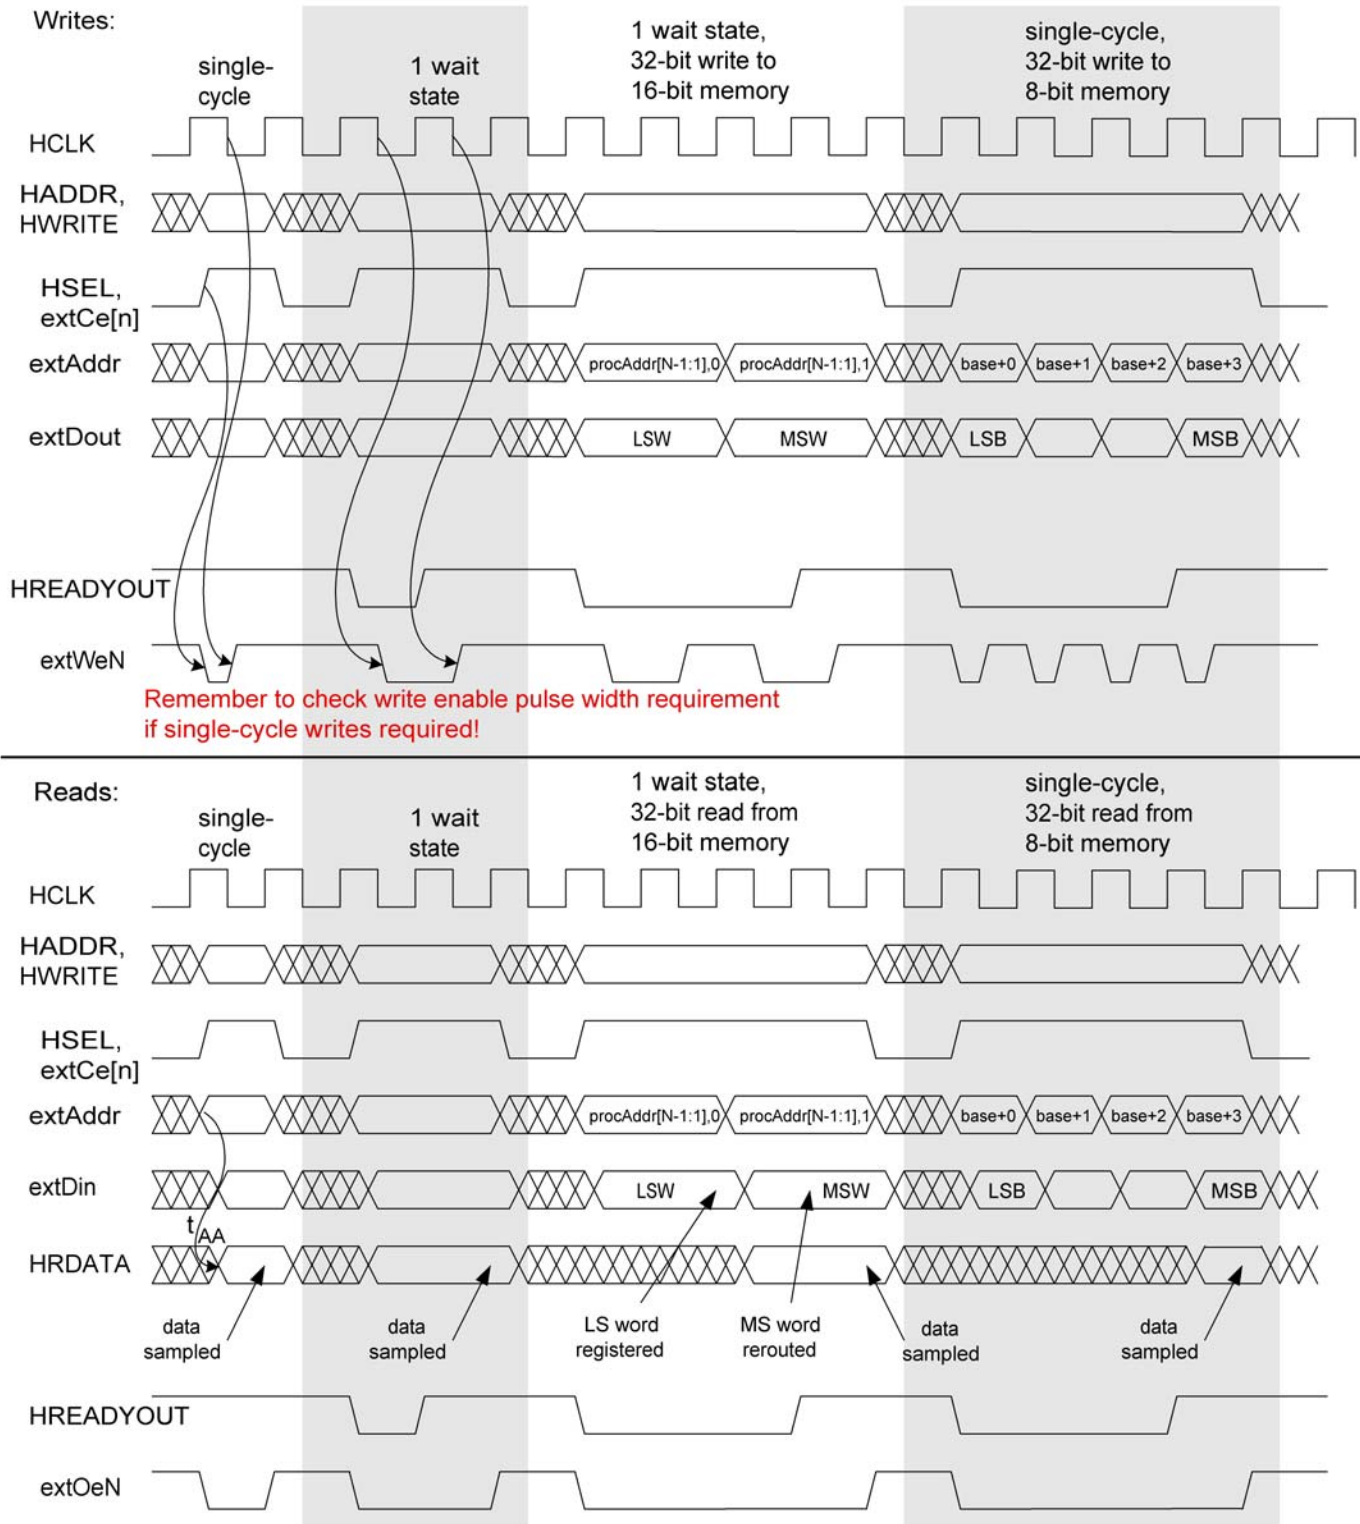 Writes:
single-
cycle
1 wait
state
1 wait state,
32-bit write to
16-bit memory
single-cycle,
32-bit write to
8-bit memory
HCLK
HADDR,
HWRITE
HSEL,
extCe[n]
extAddr
procAddr[N-1:1],0
procAddr[N-1:1],1
base+0
base+1
base+2
base+3
extDout
LSW
MSW
LSB
MSB
HREADYOUT
extWeN
Remember to check write enable pulse width requirement
if single-cycle writes required!
Reads:
single-
cycle
1 wait
state
1 wait state,
32-bit read from
16-bit memory
single-cycle,
32-bit read from
8-bit memory
HCLK
HADDR,
HWRITE
HSEL,
extCe[n]
extAddr
procAddr[N-1:1],0
procAddr[N-1:1],1
base+0
base+1
base+2
base+3
extDin
LSW
MSW
LSB
MSB
tAA
HRDATA
data
sampled
data
sampled
LS word
registered
MS word
rerouted
data
sampled
data
sampled
HREADYOUT
extOeN